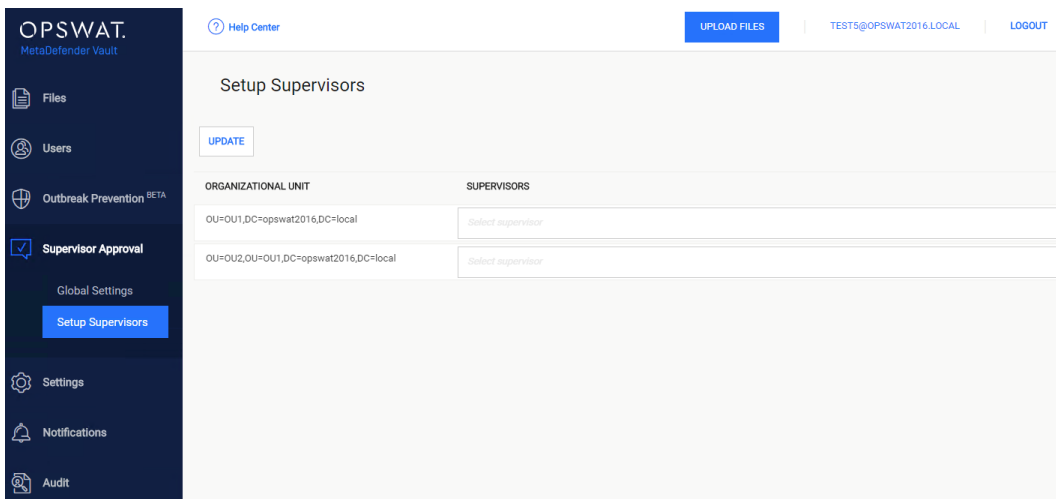 OPSWAT.
MetaDefender Vault
Help Center
UPLOAD FILES
TEST5@OPSWAT2016.LOCAL
LOGOUT
Files
Users
Outbreak Prevention BETA
Supervisor Approval
Global Settings
Setup Supervisors
Settings
Notifications
Audit
Setup Supervisors
UPDATE
ORGANIZATIONAL UNIT
SUPERVISORS
OU=OU1,DC=opswat2016,DC=local
Select supervisor
OU=OU2,OU=OU1,DC=opswat2016,DC=local
Select supervisor